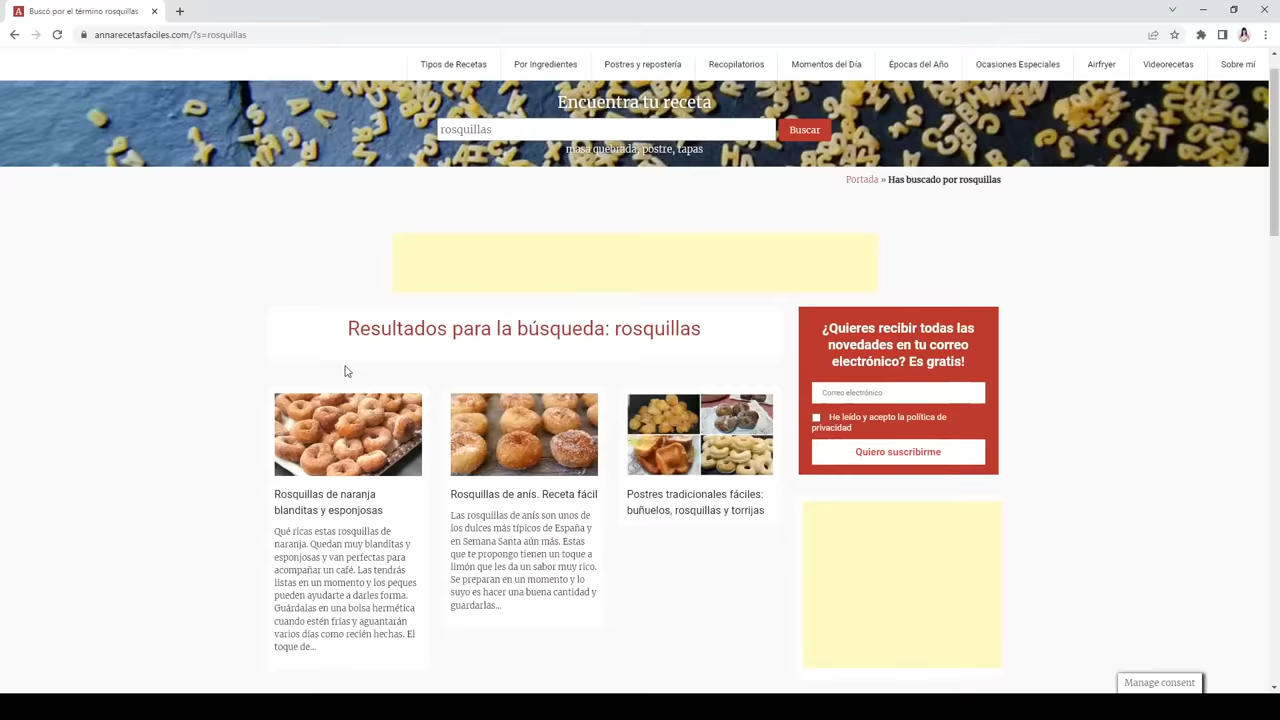 Buscó por el término rosquillas
annarecetasfaciles.com/?s=rosquillas
Tipos de Recetas
Por Ingredientes
Postres y repostería
Recopilatorios
Momentos del Día
Épocas del Año
Ocasiones Especiales
Airfryer
Videorecetas
Sobre mí
Encuentra tu receta
rosquillas
Buscar
masa quebrada, postre, tapas
Portada » Has buscado por rosquillas
Resultados para la búsqueda: rosquillas
Rosquillas de naranja
blanditas y esponjosas
Qué ricas estas rosquillas de
naranja. Quedan muy blanditas y
esponjosas y van perfectas para
acompañar un café. Las tendrás
listas en un momento y los peques
pueden ayudarte a darles forma.
Guárdalas en una bolsa hermética
cuando estén frías y aguantarán
varios días como recién hechas. El
toque de...
Rosquillas de anís. Receta fácil
Las rosquillas de anís son unos de
los dulces más típicos de España y
en Semana Santa aún más. Estas
que te propongo tienen un toque a
limón que les da un sabor muy rico.
Se preparan en un momento y lo
suyo es hacer una buena cantidad y
guardarlas...
Postres tradicionales fáciles:
buñuelos, rosquillas y torrijas
¿Quieres recibir todas las
novedades en tu correo
electrónico? Es gratis!
Correo electrónico
He leído y acepto la política de
privacidad
Quiero suscribirme
Manage consent